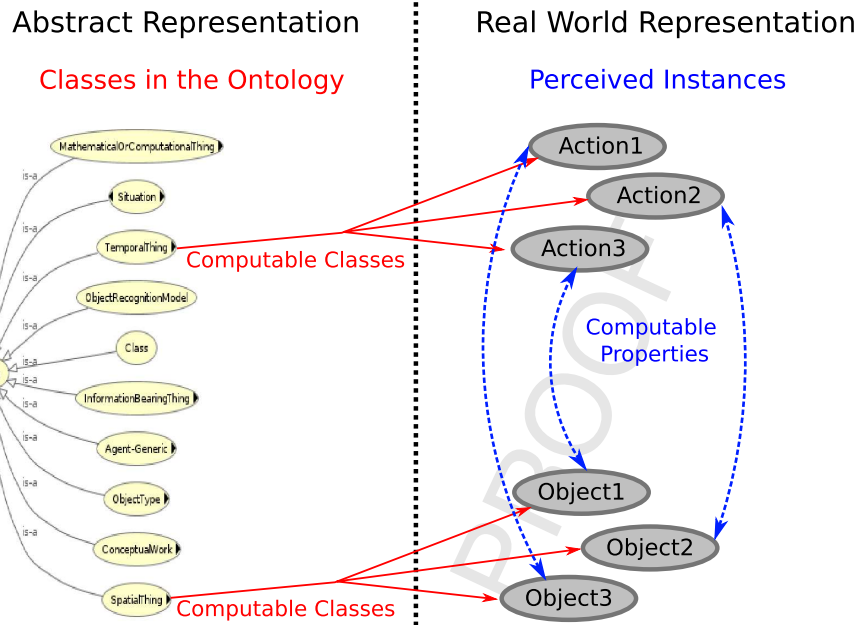 Abstract Representation
Real World Representation
Classes in the Ontology
Perceived Instances
MathematicalOrComputationalThing
Situation
TemporalThing
ObjectRecognitionModel
Class
InformationBearingThing
Agent-Generic
ObjectType
ConceptualWork
SpatialThing
is-a
is-a
is-a
is-a
is-a
is-a
is-a
is-a
is-a
is-a
Computable Classes
Computable Classes
Action1
Action2
Action3
Computable
Properties
Object1
Object2
Object3
PROOF